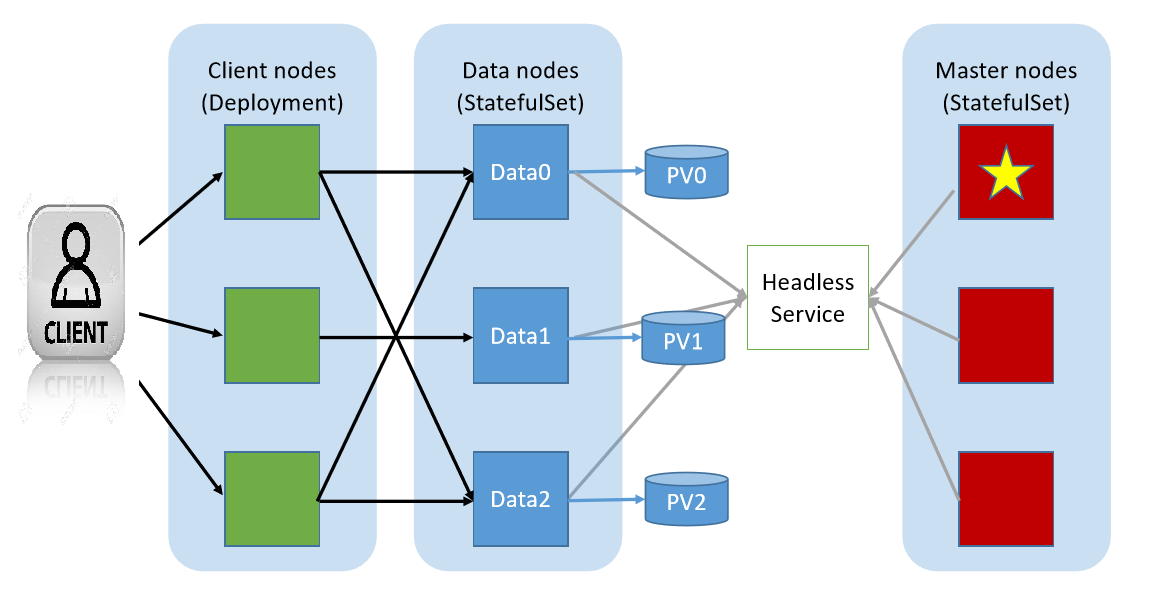 Client nodes
(Deployment)
Data nodes
(StatefulSet)
Master nodes
(StatefulSet)
Data0
PV0
CLIENT
Data1
PV1
Headless
Service
Data2
PV2